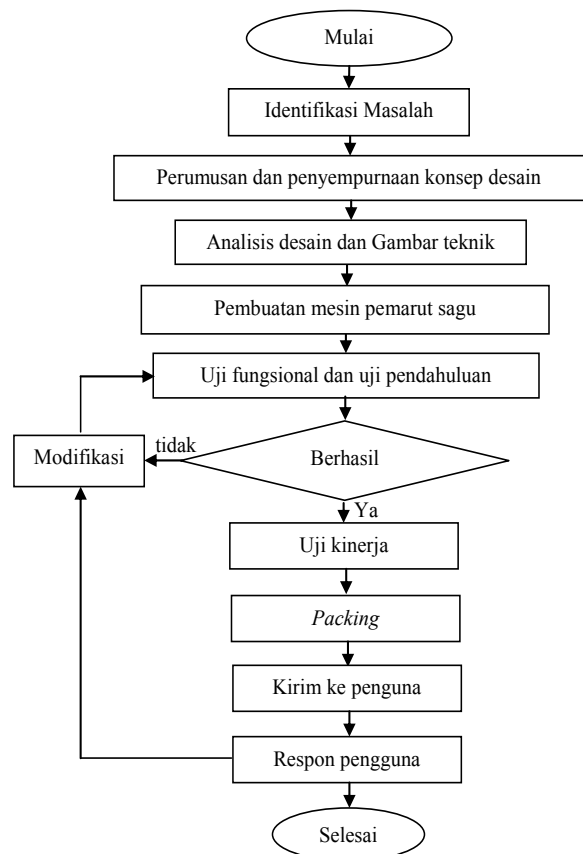 Mulai
Identifikasi Masalah
Perumusan dan penyempurnaan konsep desain
Analisis desain dan Gambar teknik
Pembuatan mesin pemarut sagu
Uji fungsional dan uji pendahuluan
Berhasil
tidak
Modifikasi
Ya
Uji kinerja
Packing
Kirim ke penguna
Respon pengguna
Selesai